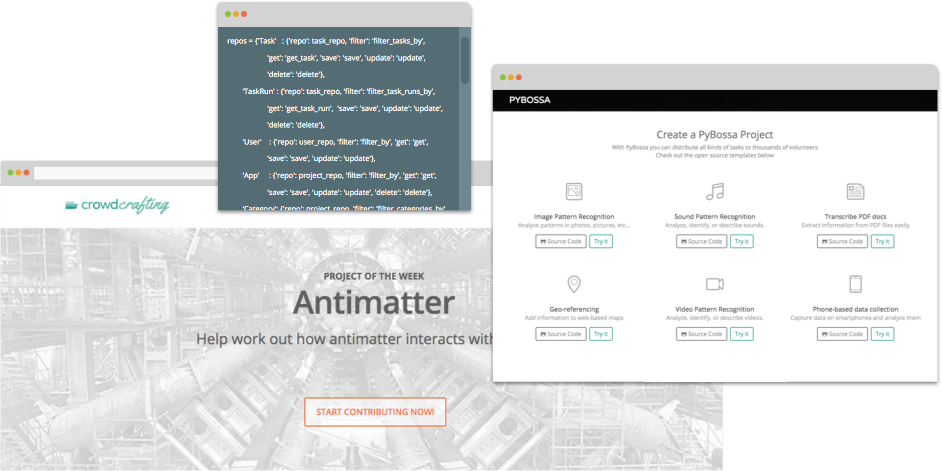 repos = {'Task' : {'repo': task_repo, 'filter': 'filter_tasks_by',
'get': 'get_task', 'save': 'save', 'update': 'update',
'delete': 'delete'},
'TaskRun' : {'repo': task_repo, 'filter': 'filter_task_runs_by',
'get': 'get_task_run', 'save': 'save', 'update': 'update',
'delete': 'delete'},
'User' : {'repo': user_repo, 'filter': 'filter_by', 'get': 'get',
'save': 'save', 'update': 'update'},
'App' : {'repo': project_repo, 'filter': 'filter_by', 'get': 'get',
'save': 'save', 'update': 'update', 'delete': 'delete'},
'Category': {'repo': project_repo, 'filter': 'filter_categories_by',
crowdcrafting
PROJECT OF THE WEEK
Antimatter
Help work out how antimatter interacts with
START CONTRIBUTING NOW!
PYBOSSA
Create a PyBossa Project
With PyBossa you can distribute all kinds of tasks to thousands of volunteers
Check out the open source templates below
Image Pattern Recognition
Analyze patterns in photos, pictures, etc...
Source Code Try it
Sound Pattern Recognition
Analyze, identify, or describe sounds.
Source Code Try it
Transcribe PDF docs
Extract information from PDF files easily
Source Code Try it
Geo-referencing
Add information to web-based maps
Source Code Try it
Video Pattern Recognition
Analyze, identify, or describe videos.
Source Code Try it
Phone-based data collection
Capture data on smartphones and analyze them
Source Code Try it